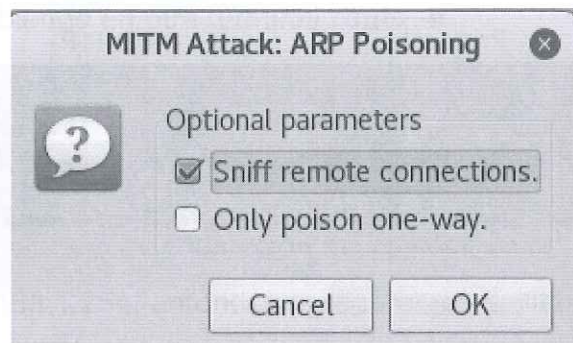 MITM Attack: ARP Poisoning
Optional parameters
Sniff remote connections.
Only poison one-way.
Cancel
OK